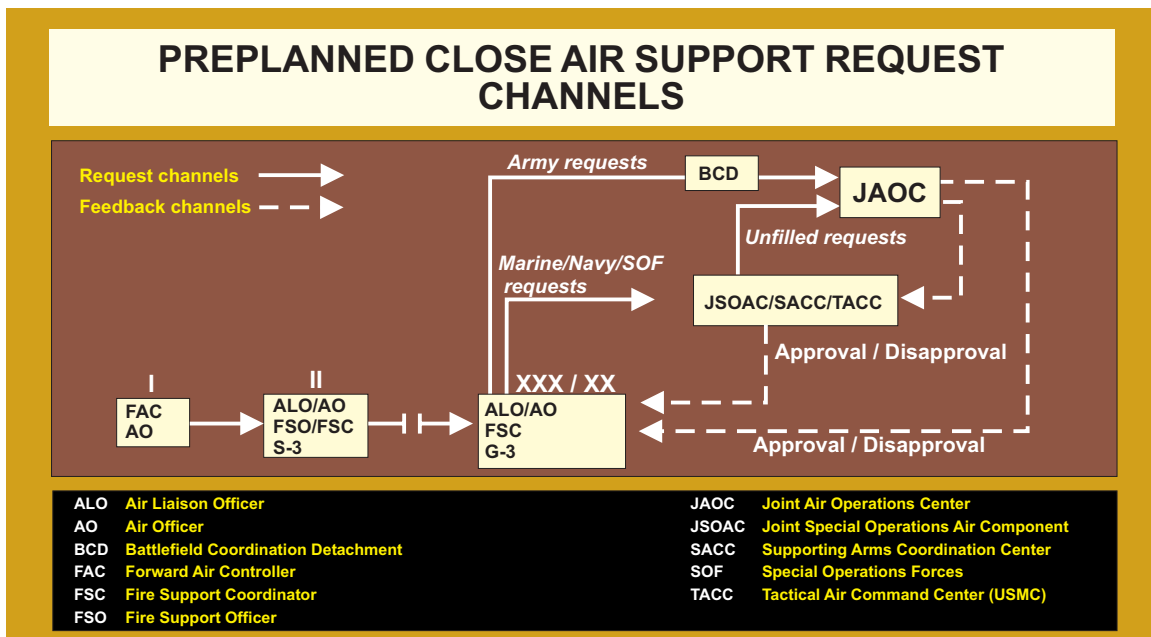 PREPLANNED CLOSE AIR SUPPORT REQUEST
CHANNELS
Request channels
Feedback channels
Army requests
BCD
JAOC
Unfilled requests
Marine/Navy/SOF
requests
JSOAC/SACC/TACC
Approval / Disapproval
I
FAC
AO
II
ALO/AO
FSO/FSC
S-3
XXX / XX
ALO/AO
FSC
G-3
Approval / Disapproval
ALO Air Liaison Officer
AO Air Officer
BCD Battlefield Coordination Detachment
FAC Forward Air Controller
FSC Fire Support Coordinator
FSO Fire Support Officer
JAOC Joint Air Operations Center
JSOAC Joint Special Operations Air Component
SACC Supporting Arms Coordination Center
SOF Special Operations Forces
TACC Tactical Air Command Center (USMC)